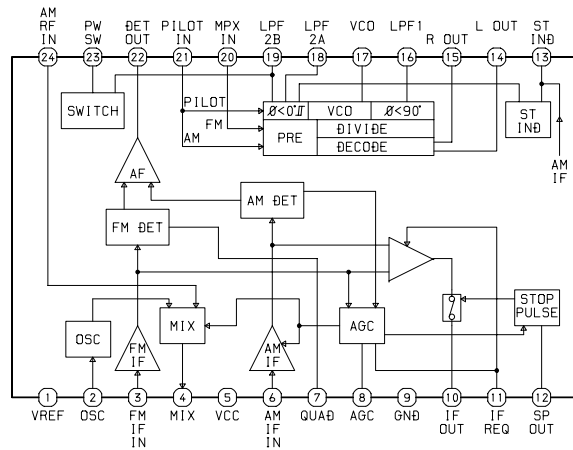 AM RF IN
PW SW
DET OUT
PILOT IN
MPX IN
LPF 2B
LPF 2A
VCO
LPF1
R OUT
L OUT
ST IND
24
23
22
21
20
19
18
17
16
15
14
13
SWITCH
PILOT
FM
AM
Ø<0°
VCO
Ø<90°
PRE
DIVIDE
DECODE
ST IND
AM IF
AF
FM DET
AM DET
OSC
FM IF
MIX
AM IF
AGC
STOP PULSE
1
2
3
4
5
6
7
8
9
10
11
12
VREF
OSC
FM IF IN
MIX
VCC
AM IF IN
QUAD
AGC
GND
IF OUT
IF REQ
SP OUT